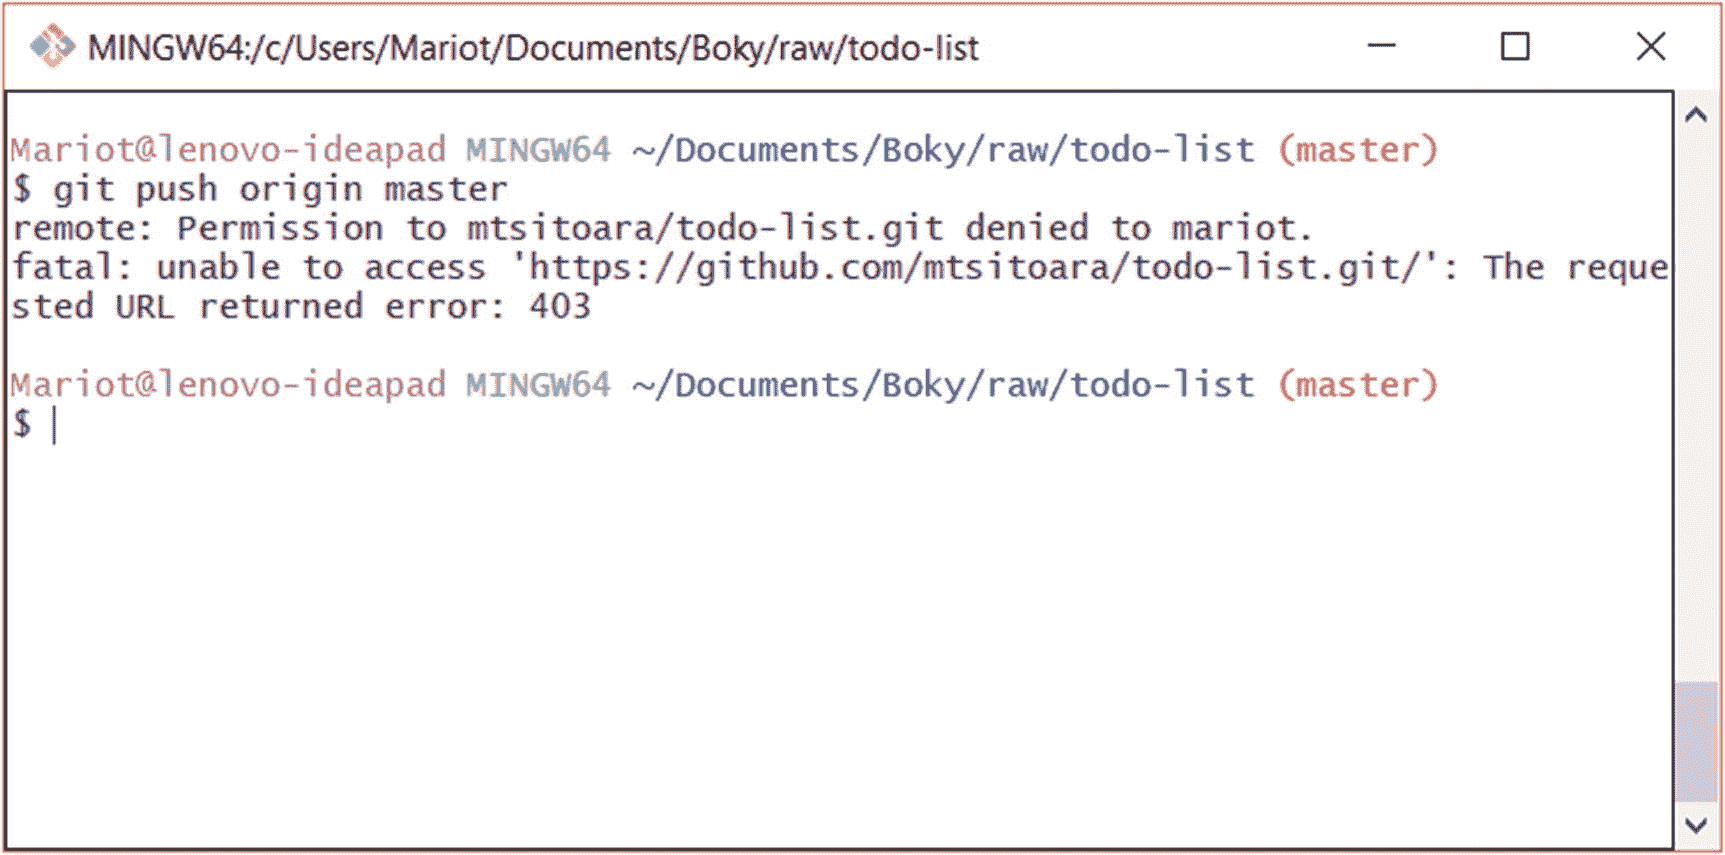 MINGW64:/c/Users/Mariot/Documents/Boky/raw/todo-list
Mariot@lenovo-ideapad MINGW64 ~/Documents/Boky/raw/todo-list (master)
$ git push origin master
remote: Permission to mtsitoara/todo-list.git denied to mariot.
fatal: unable to access 'https://github.com/mtsitoara/todo-list.git/': The reque
sted URL returned error: 403
Mariot@lenovo-ideapad MINGW64 ~/Documents/Boky/raw/todo-list (master)
$